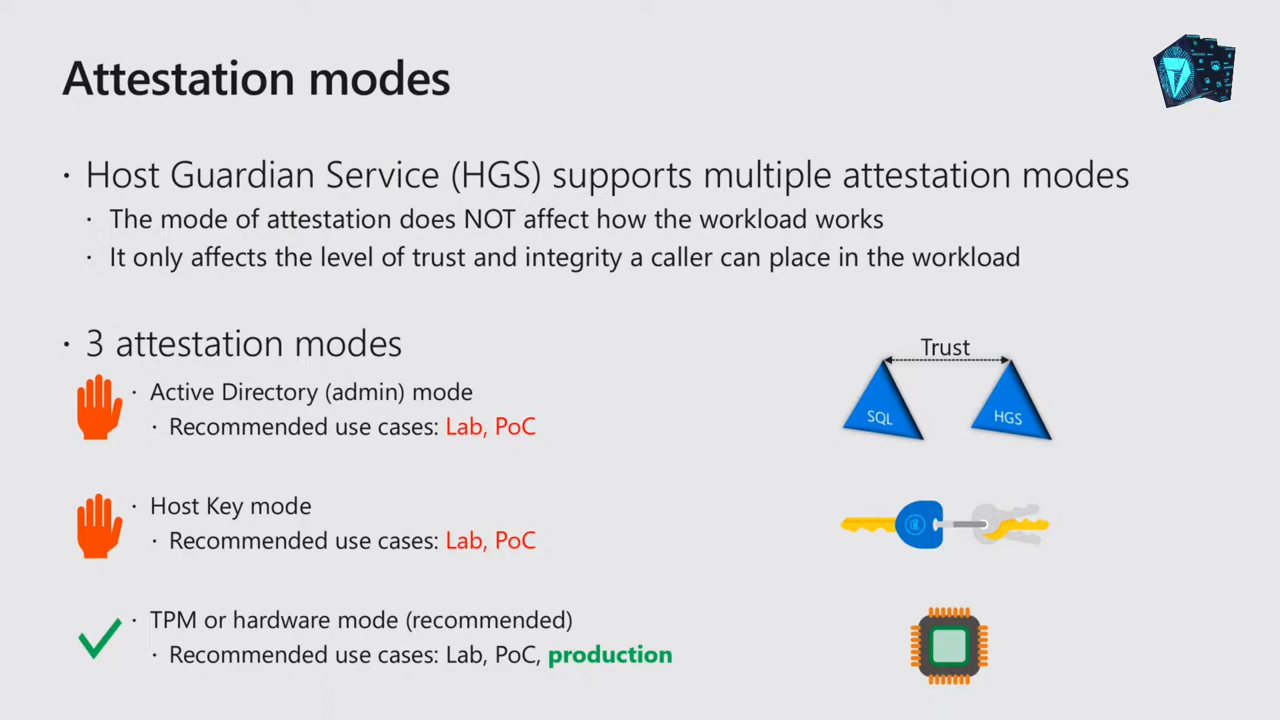 Attestation modes
· Host Guardian Service (HGS) supports multiple attestation modes
· The mode of attestation does NOT affect how the workload works
· It only affects the level of trust and integrity a caller can place in the workload
· 3 attestation modes
· Active Directory (admin) mode
· Recommended use cases: Lab, PoC
· Host Key mode
· Recommended use cases: Lab, PoC
· TPM or hardware mode (recommended)
· Recommended use cases: Lab, PoC, production
Trust
SQL
HGS